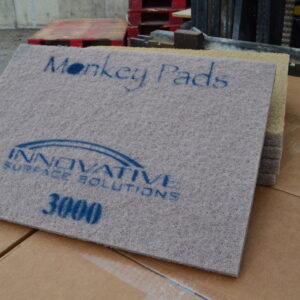 Monkey Pads
INNOVATIVE
SURFACE SOLUTIONS
3000